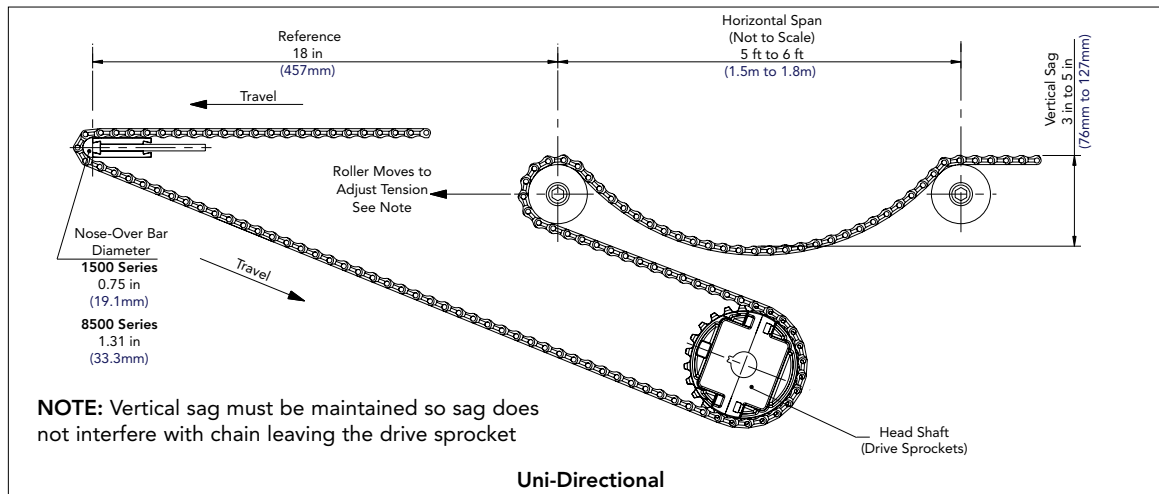 Reference
18 in
(457mm)
Horizontal Span
(Not to Scale)
5 ft to 6 ft
(1.5m to 1.8m)
Vertical Sag
3 in to 5 in
(76mm to 127mm)
Travel
Roller Moves to
Adjust Tension
See Note
Nose-Over Bar
Diameter
1500 Series
0.75 in
(19.1mm)
8500 Series
1.31 in
(33.3mm)
Travel
NOTE: Vertical sag must be maintained so sag does
not interfere with chain leaving the drive sprocket
Head Shaft
(Drive Sprockets)
Uni-Directional